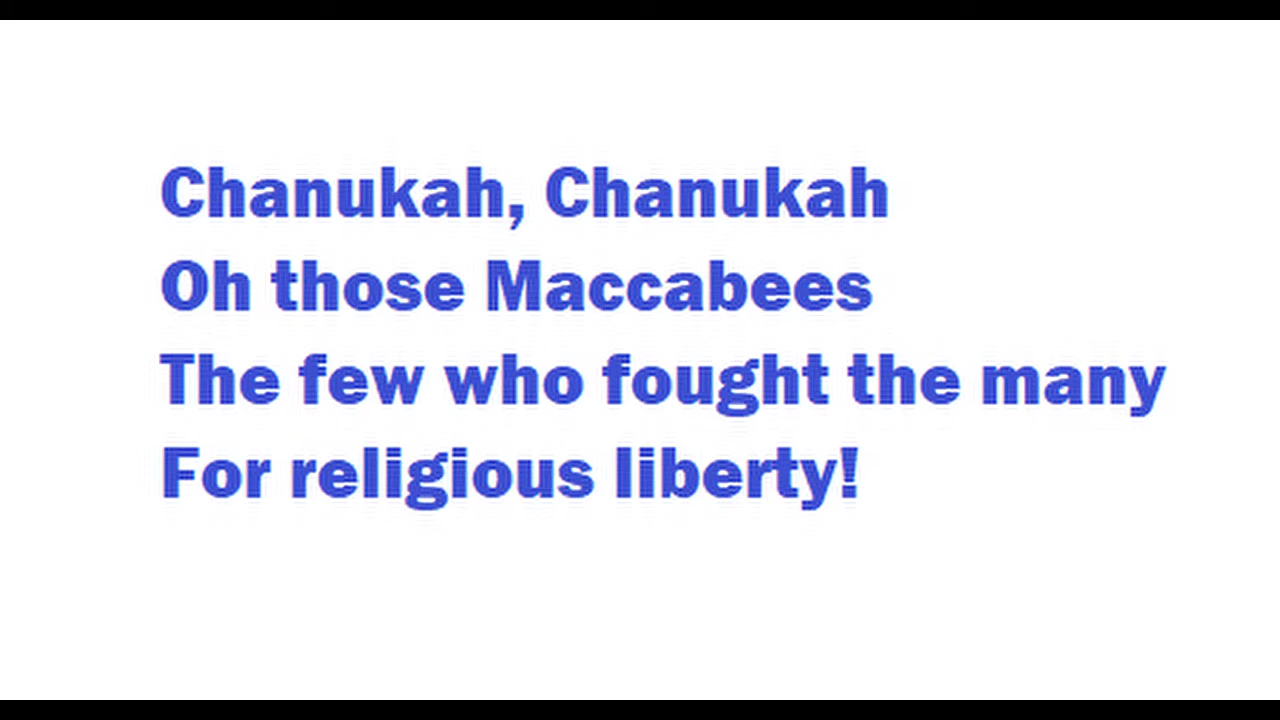 Chanukah, Chanukah
Oh those Maccabees
The few who fought the many
For religious liberty!